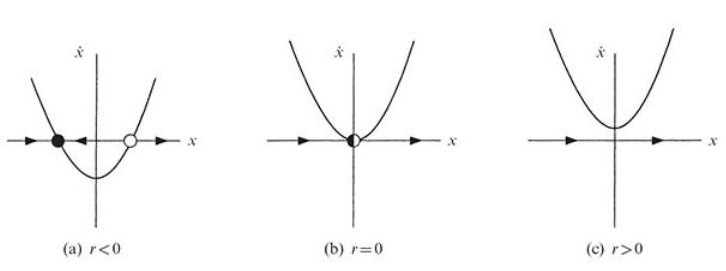 ẋ
x
(a) r<0
ẋ
x
(b) r=0
ẋ
x
(c) r>0